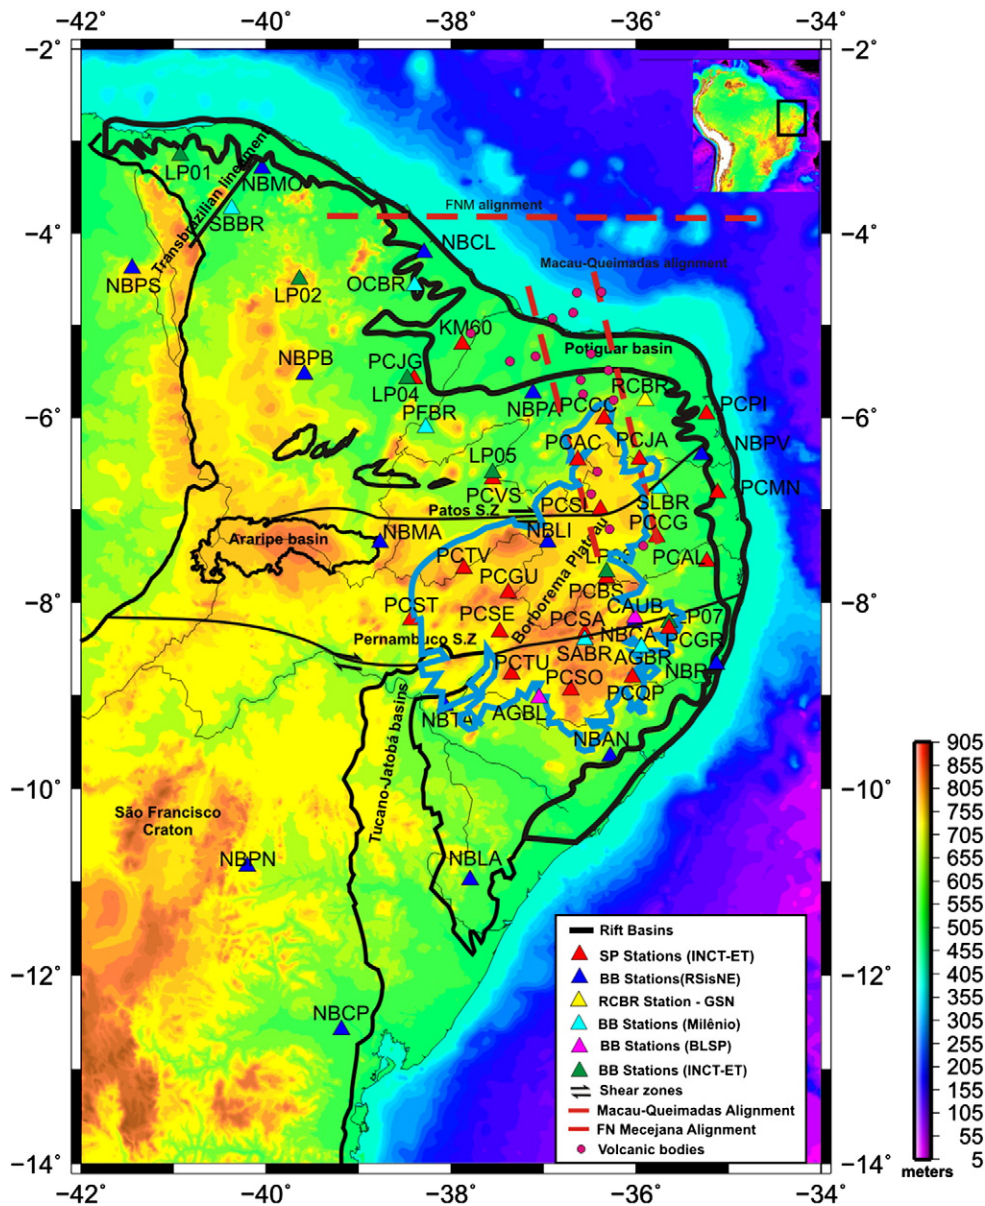 −42° −40° −38° −36° −34°
−2° −2°
LP01
NBMO
Transbrazilian lineament
SBBR
FNM alignment
−4° −4°
NBCL
NBPS
LP02
OCBR
Macau-Queimadas alignment
KM60
Potiguar basin
NBPB
PCJG
LP04
RCBR
PFBR
NBPA
PCCC
PCPI
−6° −6°
PCAC
PCJA
NBPV
LP05
PCVS
PCMN
PCSL
SLBR
Patos S.Z
PCCG
Araripe basin
NBMA
NBLI
PCTV
PCAL
PCGU
Borborema Plateau
PCBS
−8° −8°
PCST
PCSE
PCSA
CAUB
P07
Pernambuco S.Z
NBCA
PCGR
SABR
AGBR
PCTU
PCSO
PCQP
NBTA
AGBL
NBAN
Tucano-Jatobá basins
−10° −10°
São Francisco
Craton
NBPN
NBLA
−12° −12°
NBCP
−14° −14°
−42° −40° −38° −36° −34°
Rift Basins
SP Stations (INCT-ET)
BB Stations(RSisNE)
RCBR Station - GSN
BB Stations (Milênio)
BB Stations (BLSP)
BB Stations (INCT-ET)
Shear zones
Macau-Queimadas Alignment
FN Mecejana Alignment
Volcanic bodies
905
855
805
755
705
655
605
555
505
455
405
355
305
255
205
155
105
55
5
meters